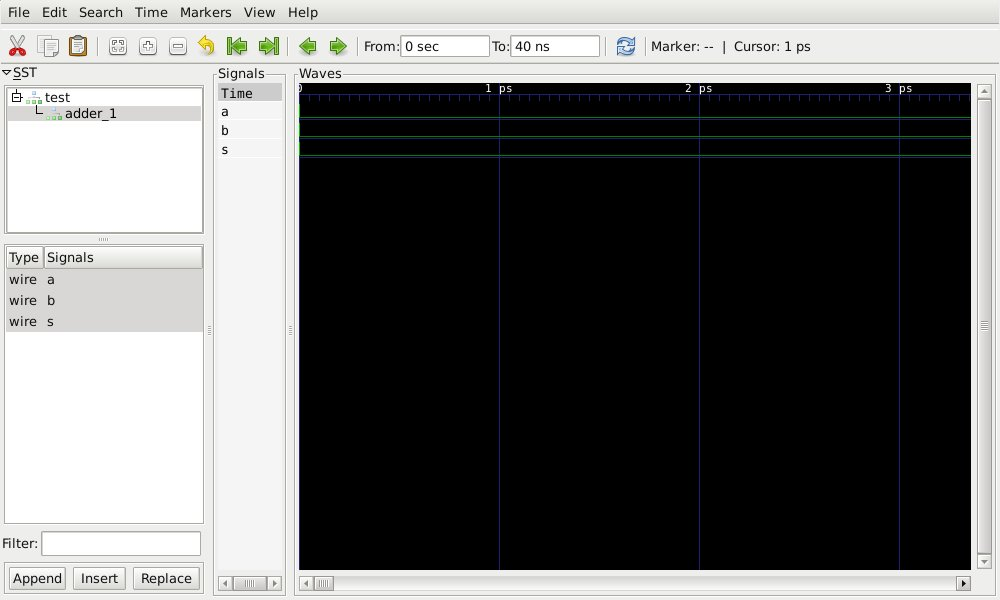 File Edit Search Time Markers View Help
From: 0 sec To: 40 ns Marker: -- | Cursor: 1 ps
SST
test
adder_1
Type Signals
wire a
wire b
wire s
Filter:
Append Insert Replace
Signals
Time
a
b
s
Waves
0 1 ps 2 ps 3 ps